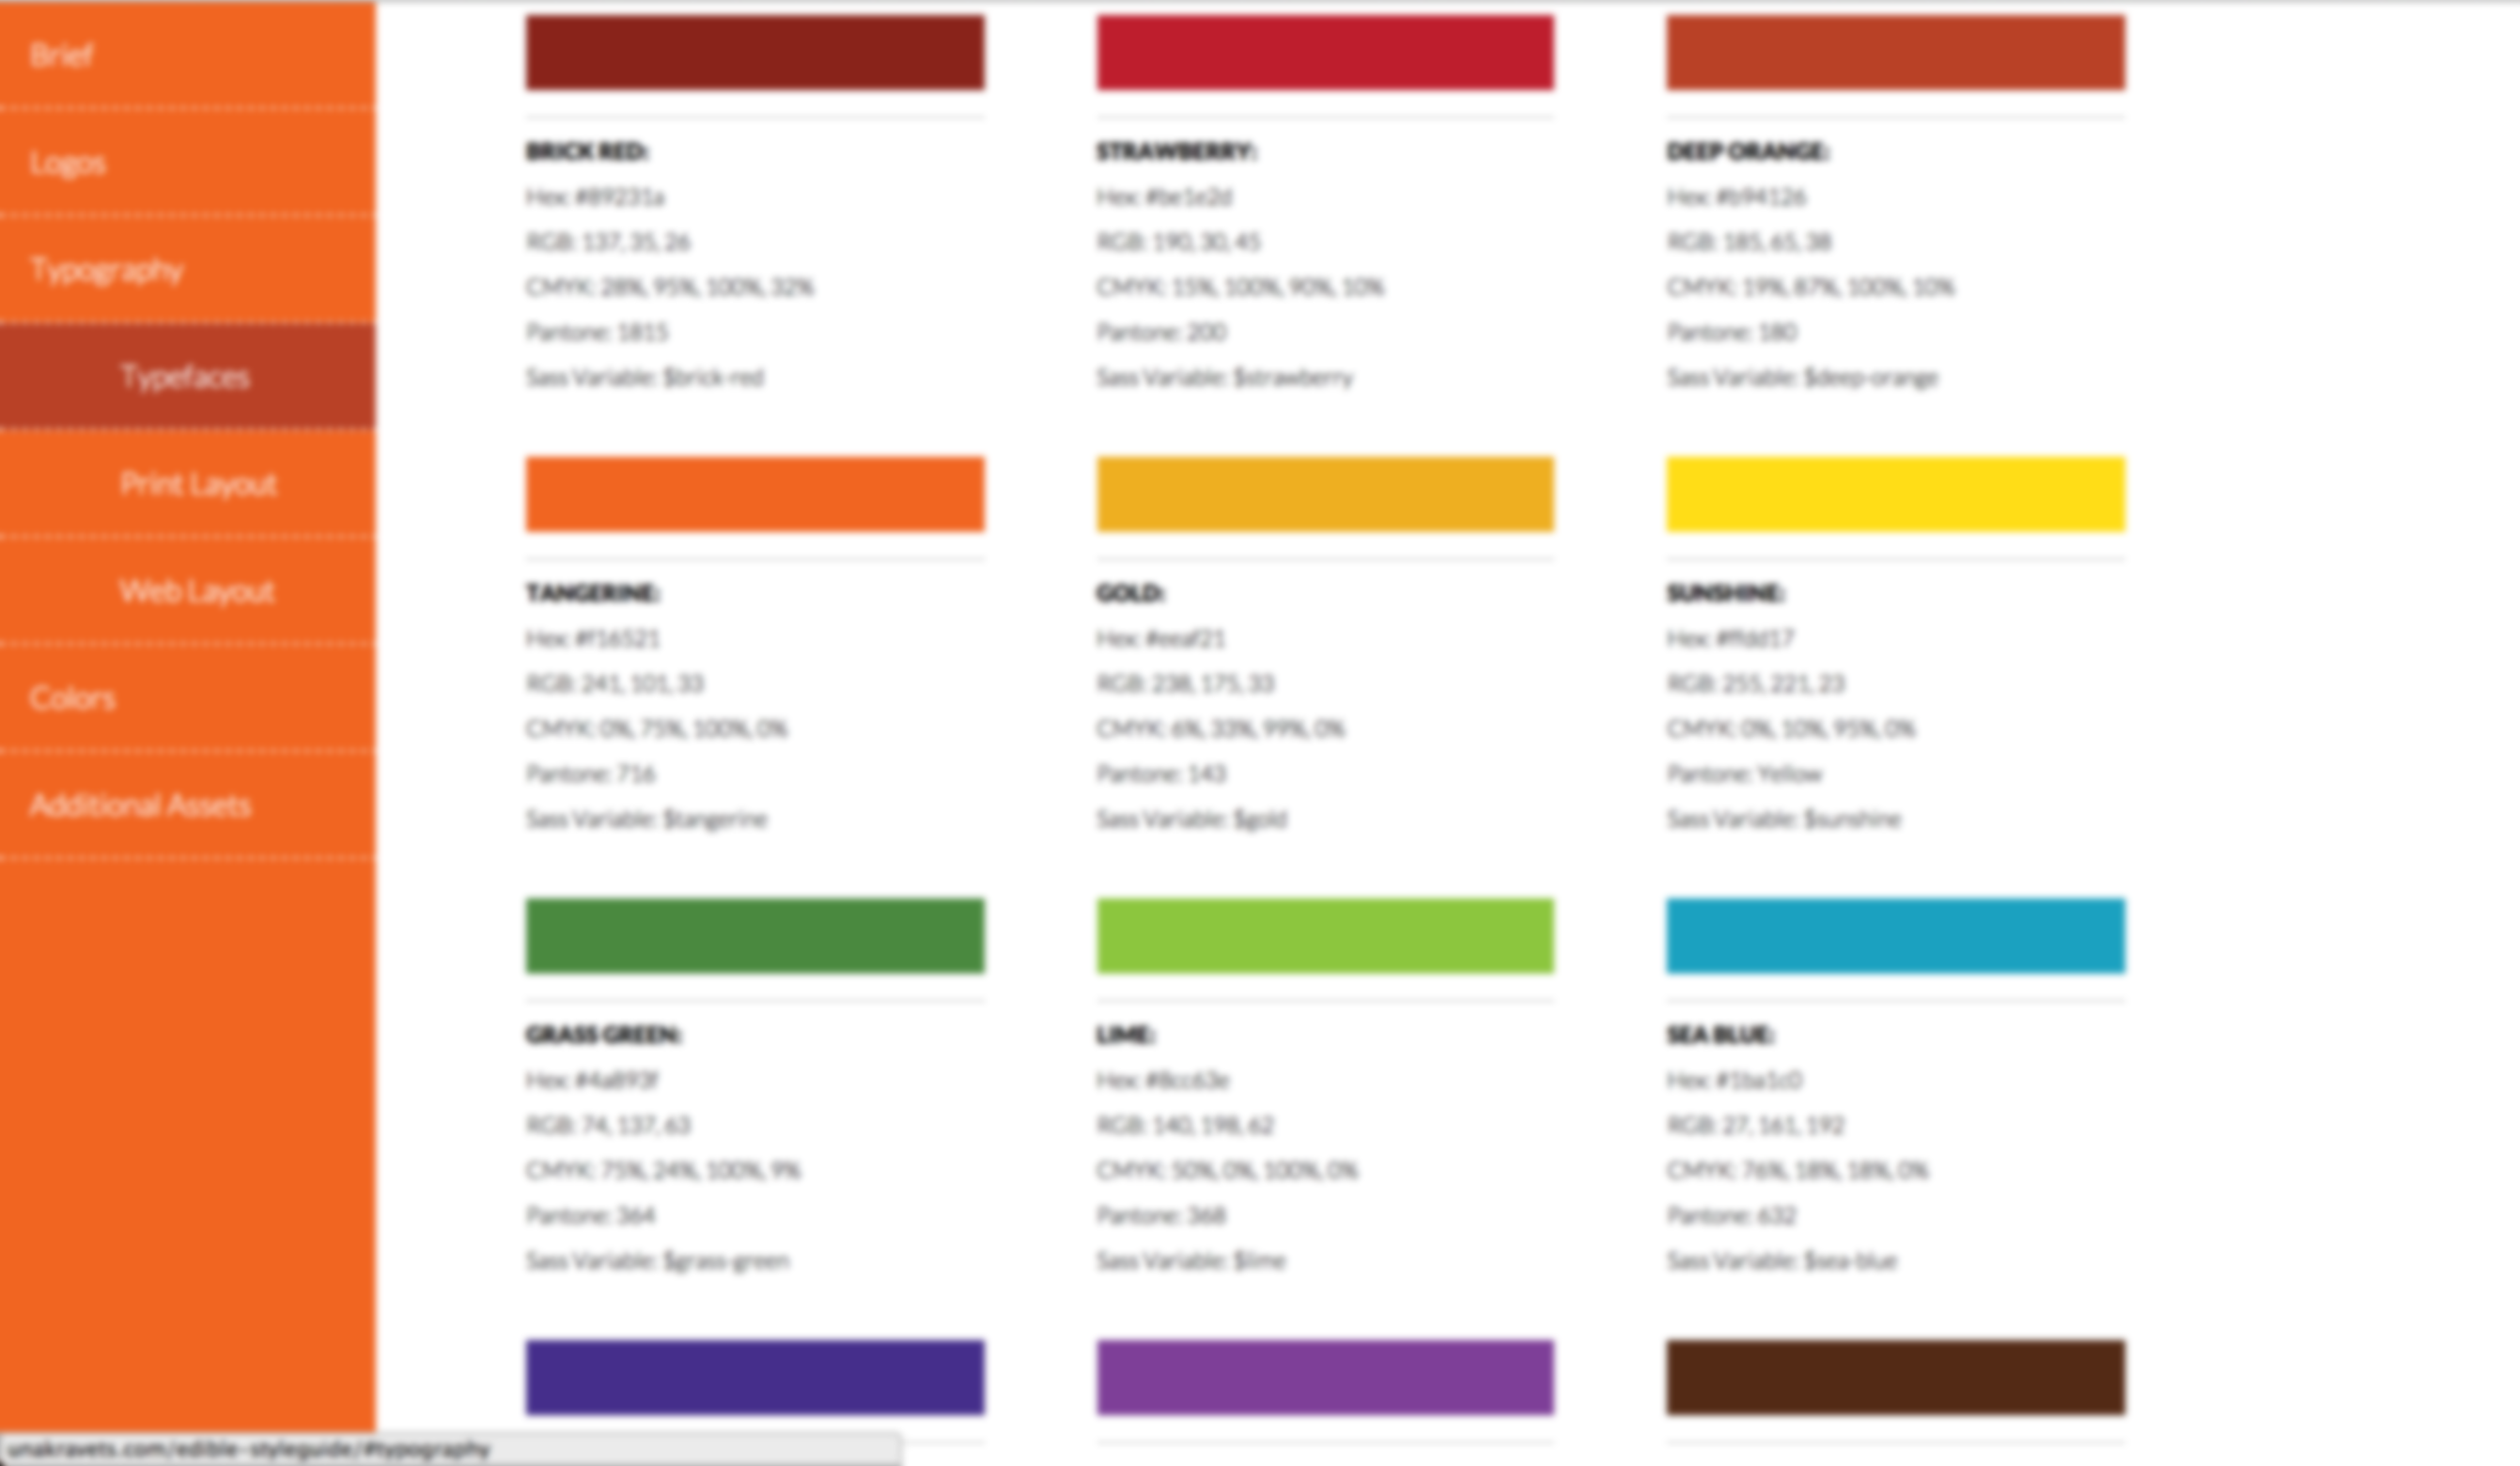 Brief
Logos
Typography
Typefaces
Print Layout
Web Layout
Colors
Additional Assets
BRICK RED:
Hex: #89231a
RGB: 137, 35, 26
CMYK: 28%, 95%, 100%, 32%
Pantone: 1815
Sass Variable: $brick-red
STRAWBERRY:
Hex: #be1e2d
RGB: 190, 30, 45
CMYK: 15%, 100%, 90%, 10%
Pantone: 200
Sass Variable: $strawberry
DEEP ORANGE:
Hex: #b94126
RGB: 185, 65, 38
CMYK: 19%, 87%, 100%, 10%
Pantone: 180
Sass Variable: $deep-orange
TANGERINE:
Hex: #f16521
RGB: 241, 101, 33
CMYK: 0%, 75%, 100%, 0%
Pantone: 716
Sass Variable: $tangerine
GOLD:
Hex: #eeaf21
RGB: 238, 175, 33
CMYK: 6%, 33%, 99%, 0%
Pantone: 143
Sass Variable: $gold
SUNSHINE:
Hex: #ffdd17
RGB: 255, 221, 23
CMYK: 0%, 10%, 95%, 0%
Pantone: Yellow
Sass Variable: $sunshine
GRASS GREEN:
Hex: #4a893f
RGB: 74, 137, 63
CMYK: 75%, 24%, 100%, 9%
Pantone: 364
Sass Variable: $grass-green
LIME:
Hex: #8cc63e
RGB: 140, 198, 62
CMYK: 50%, 0%, 100%, 0%
Pantone: 368
Sass Variable: $lime
SEA BLUE:
Hex: #1ba1c0
RGB: 27, 161, 192
CMYK: 76%, 18%, 18%, 0%
Pantone: 632
Sass Variable: $sea-blue
unakravets.com/edible-styleguide/#typography